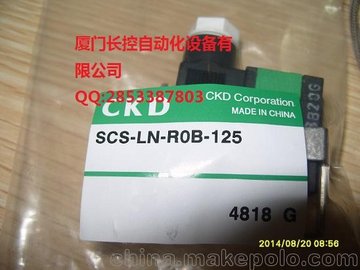 厦门长控自动化设备有
限公司
QQ:2853387803
CKD
CKD Corporation
MADE IN CHINA
SCS-LN-R0B-125
4818 G
2014/08/20 08:56
china.makepolo.com